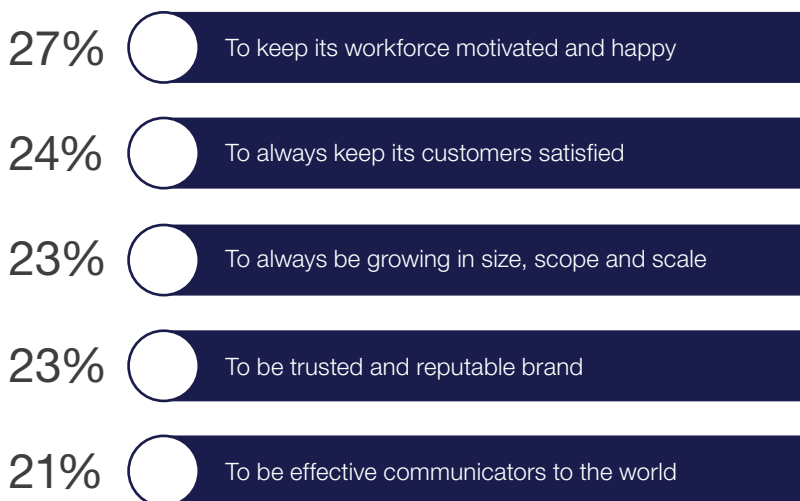 27% To keep its workforce motivated and happy
24% To always keep its customers satisfied
23% To always be growing in size, scope and scale
23% To be trusted and reputable brand
21% To be effective communicators to the world